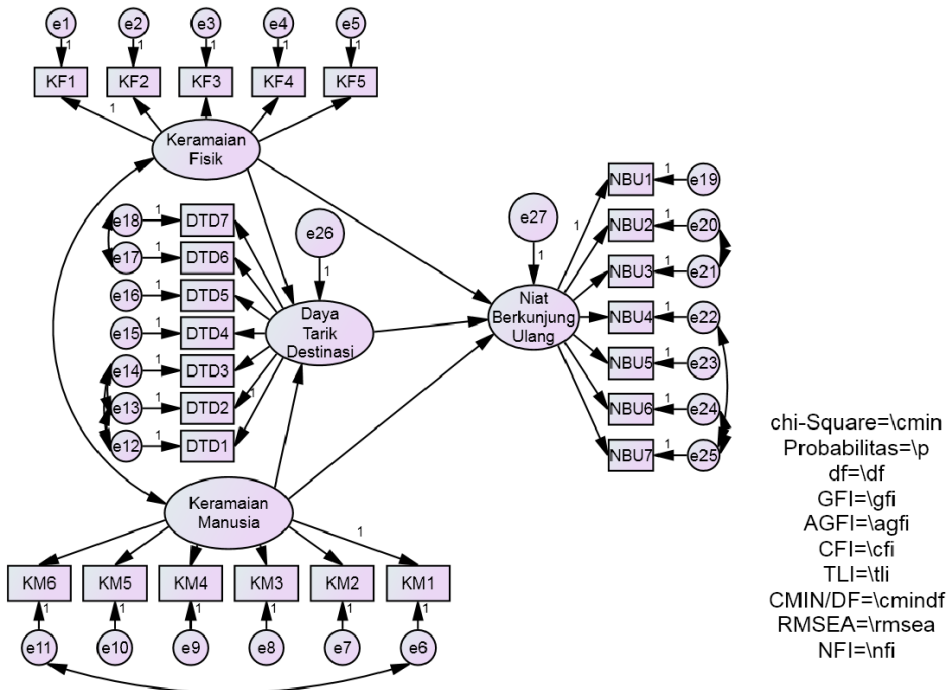 e1
e2
e3
e4
e5
1
1
1
1
1
KF1
KF2
KF3
KF4
KF5
1
Keramaian
Fisik
e18
1
DTD7
e17
1
DTD6
e16
1
DTD5
e15
1
DTD4
e14
1
DTD3
e13
1
DTD2
e12
1
DTD1
1
e26
1
Daya
Tarik
Destinasi
e27
1
Niat
Berkunjung
Ulang
1
NBU1
1
e19
NBU2
1
e20
NBU3
1
e21
NBU4
1
e22
NBU5
1
e23
NBU6
1
e24
NBU7
1
e25
Keramaian
Manusia
1
KM6
KM5
KM4
KM3
KM2
KM1
1
1
1
1
1
1
e11
e10
e9
e8
e7
e6
chi-Square=\cmin
Probabilitas=\p
df=\df
GFI=\gfi
AGFI=\agfi
CFI=\cfi
TLI=\tli
CMIN/DF=\cmindf
RMSEA=\rmsea
NFI=\nfi